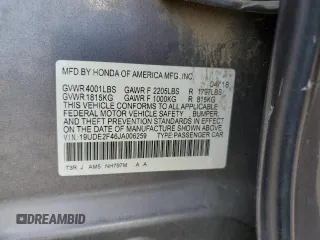 MFD.BY HONDA OF AMERICA MFG.,INC. 04/18
GVWR 4001LBS GAWR F 2205LBS R 1797LBS
GVWR 1815KG GAWR F 1000KG R 815KG
THIS VEHICLE CONFORMS TO ALL APPLICABLE
FEDERAL MOTOR VEHICLE SAFETY, BUMPER AND
THEFT PREVENTION STANDARDS IN EFFECT ON
THE DATE OF MANUFACTURE SHOWN ABOVE.
VIN:19UDE2F46JA006259 TYPE:PASSENGER CAR
T3R J AM5 NH797M A A